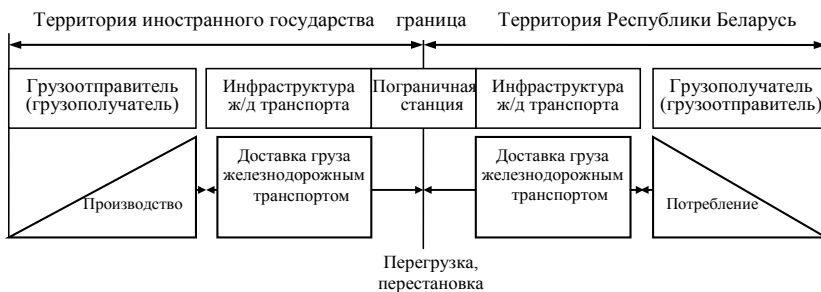 Территория иностранного государства граница Территория Республики Беларусь
Грузоотправитель
(грузополучатель)
Инфраструктура
ж/д транспорта
Пограничная
станция
Инфраструктура
ж/д транспорта
Грузополучатель
(грузоотправитель)
Производство
Доставка груза
железнодорожным
транспортом
Доставка груза
железнодорожным
транспортом
Потребление
Перегрузка,
перестановка